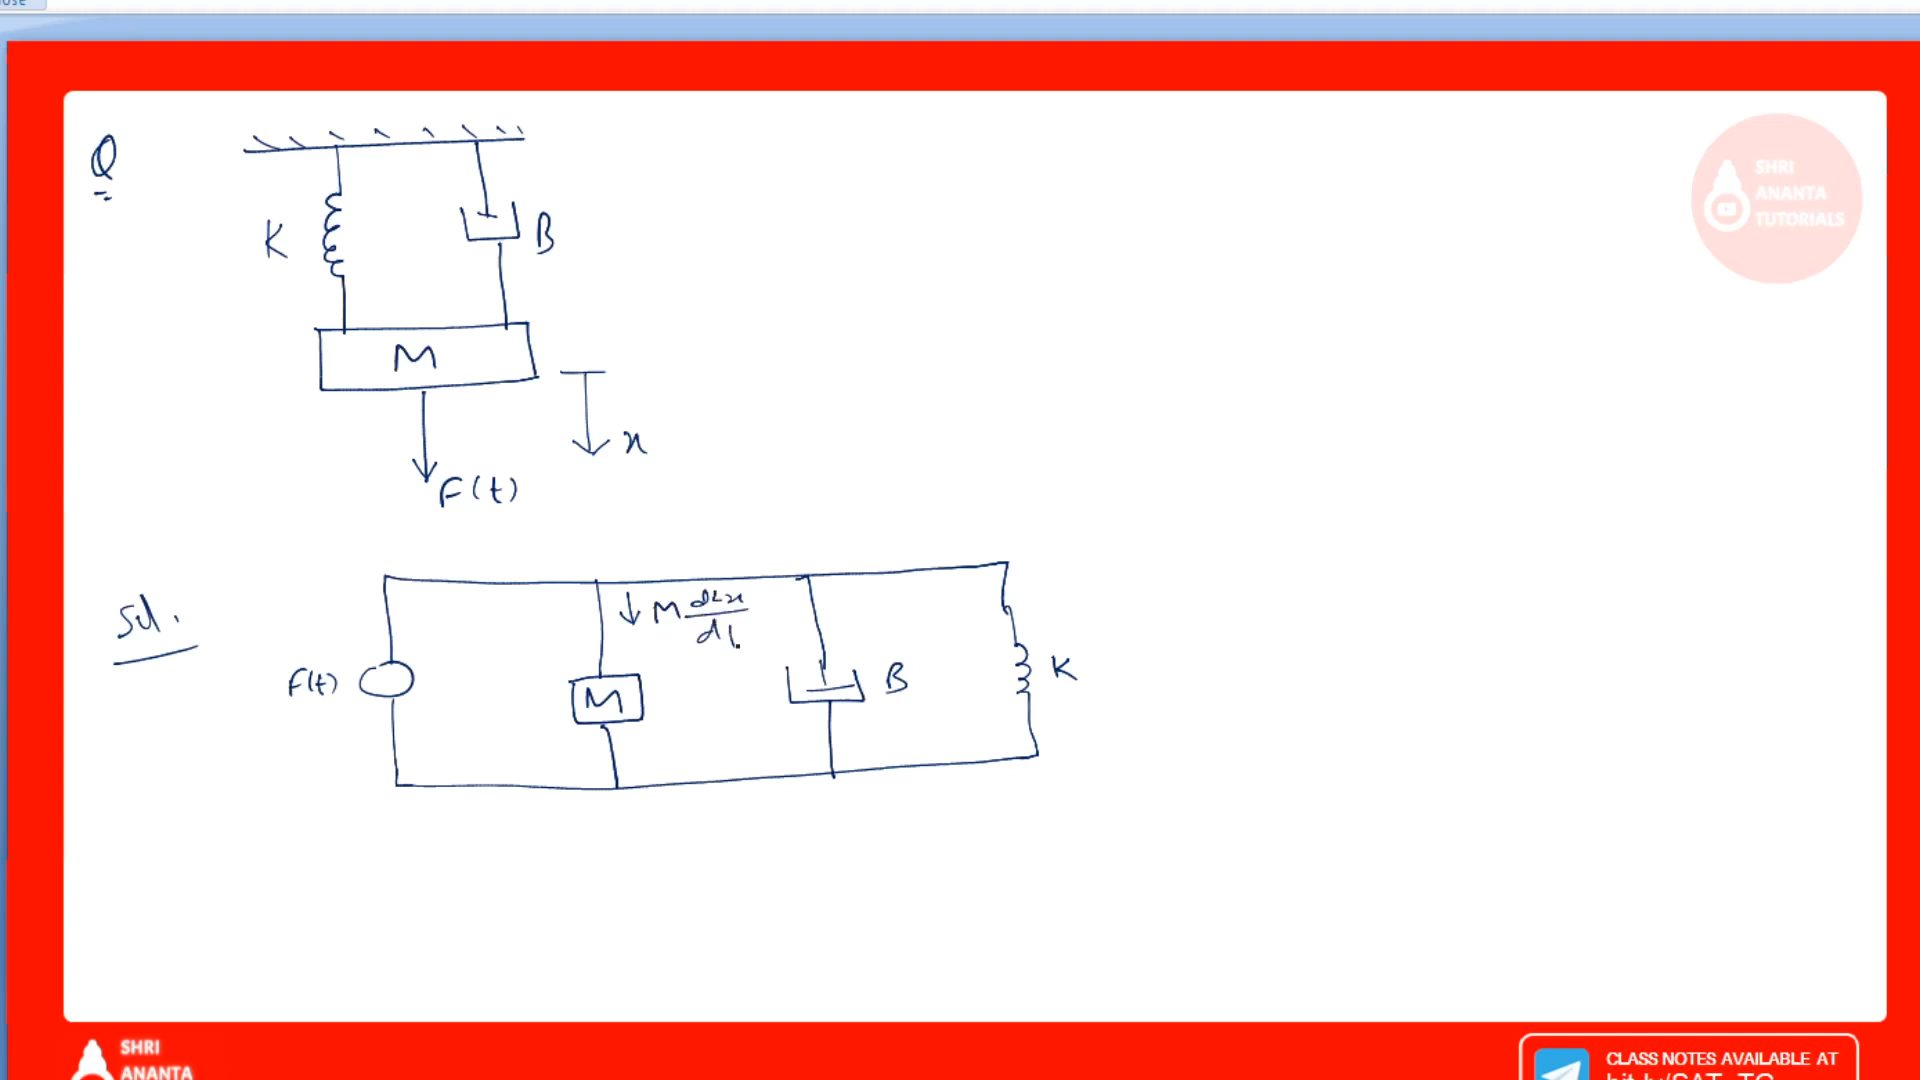 Q
K
B
M
x
F(t)
SHRI
ANANTA
TUTORIALS
Sol.
M d2x
dt
F(t)
M
B
K
SHRI
ANANTA
CLASS NOTES AVAILABLE AT